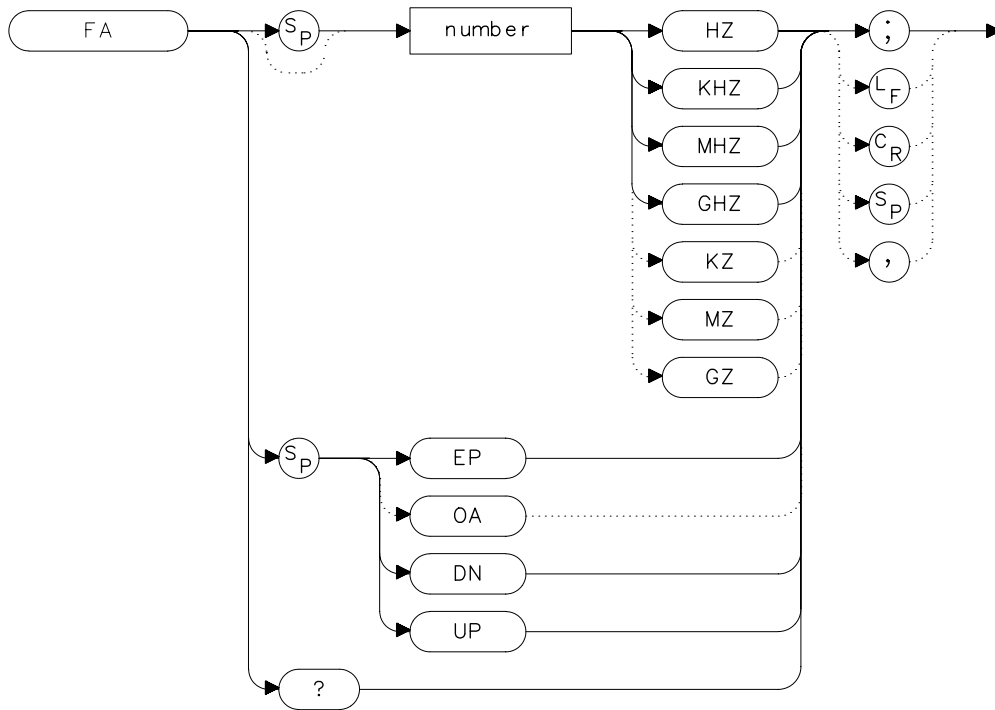 FA
SP
number
HZ
;
KHZ
LF
MHZ
CR
GHZ
SP
KZ
,
MZ
GZ
SP
EP
OA
DN
UP
?